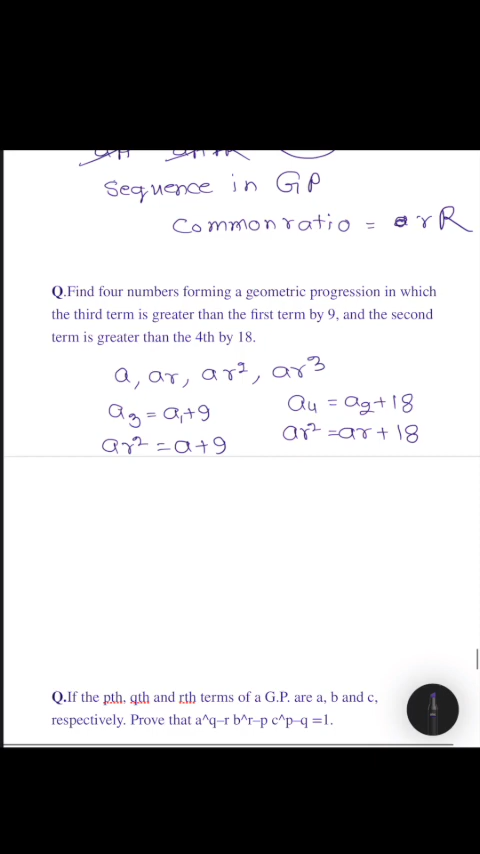 Sequence in GP
Common ratio = rR
Q.Find four numbers forming a geometric progression in which
the third term is greater than the first term by 9, and the second
term is greater than the 4th by 18.
a, ar, ar², ar³
a₃ = a₁+9 a₄ = a₂+18
ar² = a+9 ar² = ar + 18
Q.If the pth, qth and rth terms of a G.P. are a, b and c,
respectively. Prove that a^q–r b^r–p c^p–q =1.